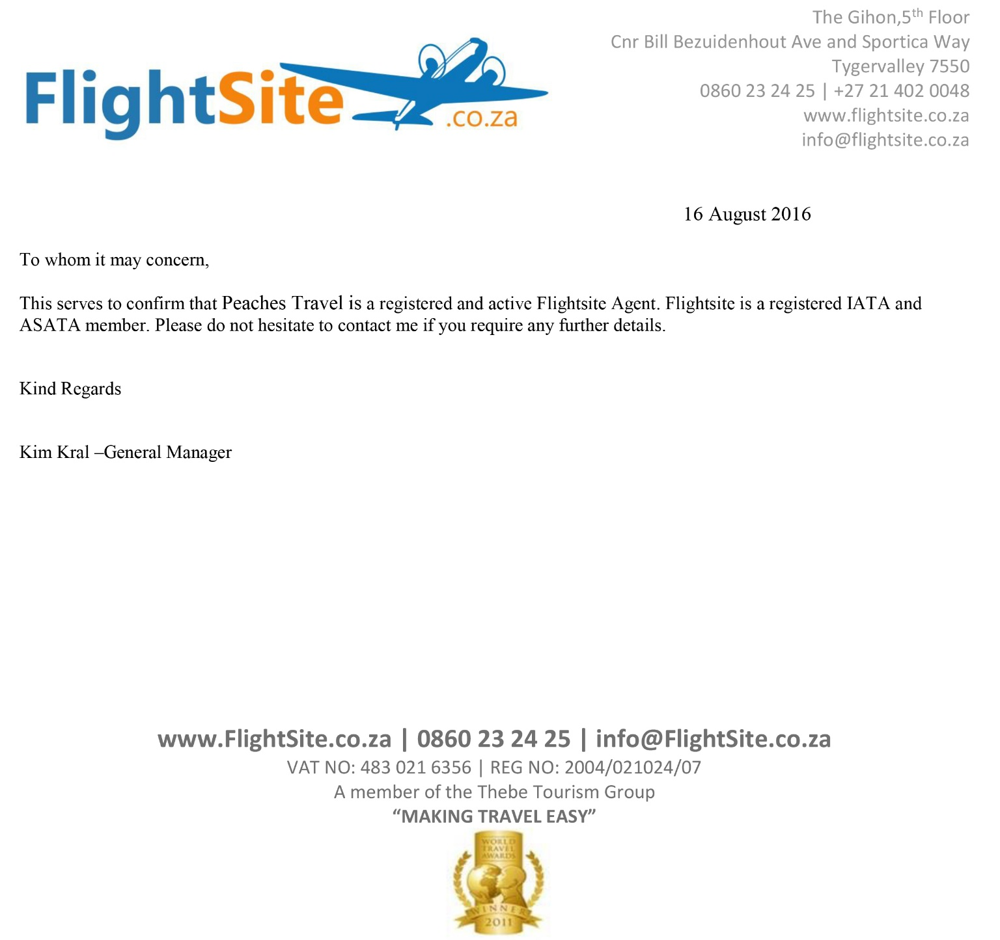 FlightSite
.co.za
The Gihon,5th Floor
Cnr Bill Bezuidenhout Ave and Sportica Way
Tygervalley 7550
0860 23 24 25 | +27 21 402 0048
www.flightsite.co.za
info@flightsite.co.za
16 August 2016
To whom it may concern,
This serves to confirm that Peaches Travel is a registered and active Flightsite Agent. Flightsite is a registered IATA and
ASATA member. Please do not hesitate to contact me if you require any further details.
Kind Regards
Kim Kral –General Manager
www.FlightSite.co.za | 0860 23 24 25 | info@FlightSite.co.za
VAT NO: 483 021 6356 | REG NO: 2004/021024/07
A member of the Thebe Tourism Group
“MAKING TRAVEL EASY”
WORLD
TRAVEL
AWARDS
WINNER
2011